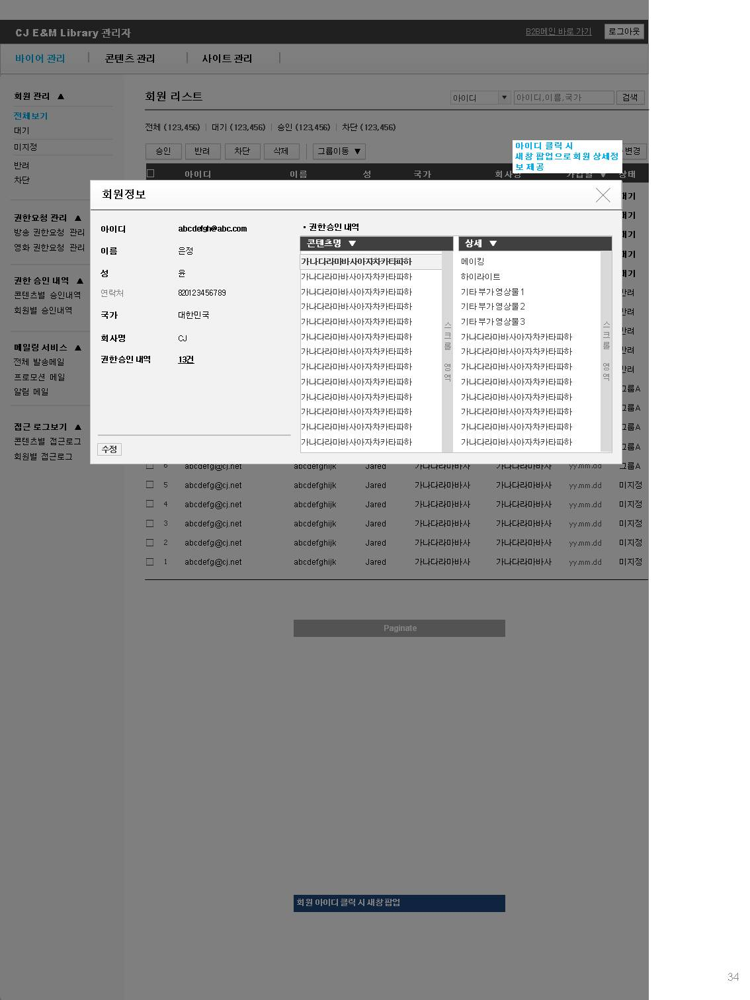 CJ E&M Library 관리자
B2B메인 바로 가기
로그아웃
바이어 관리
콘텐츠 관리
사이트 관리
회원 관리 ▲
전체보기
대기
미지정
반려
차단
권한요청 관리 ▲
방송 권한요청 관리
영화 권한요청 관리
권한 승인 내역 ▲
콘텐츠별 승인내역
회원별 승인내역
메일링 서비스 ▲
전체 발송메일
프로모션 메일
알림 메일
접근 로그보기 ▲
콘텐츠별 접근로그
회원별 접근로그
회원 리스트
아이디 ▼ 아이디,이름,국가 검색
전체 (123,456) | 대기 (123,456) | 승인 (123,456) | 차단 (123,456)
승인 반려 차단 삭제 그룹이동 ▼ 변경
아이디 클릭 시
새창 팝업으로 회원 상세정
보 제공
아이디 이름 성 국가 회사명 가입일 ▼ 상태
대기
대기
대기
대기
대기
반려
반려
반려
반려
반려
그룹A
그룹A
그룹A
그룹A
회원정보
아이디 abcdefgh@abc.com
이름 은정
성 윤
연락처 820123456789
국가 대한민국
회사명 CJ
권한승인 내역 13건
수정
• 권한승인 내역
콘텐츠명 ▼
가나다라마바사아자차카타파하
가나다라마바사아자차카타파하
가나다라마바사아자차카타파하
가나다라마바사아자차카타파하
가나다라마바사아자차카타파하
가나다라마바사아자차카타파하
가나다라마바사아자차카타파하
가나다라마바사아자차카타파하
가나다라마바사아자차카타파하
가나다라마바사아자차카타파하
가나다라마바사아자차카타파하
가나다라마바사아자차카타파하
가나다라마바사아자차카타파하
스크롤 영역
상세 ▼
메이킹
하이라이트
기타 부가 영상물 1
기타 부가 영상물 2
기타 부가 영상물 3
가나다라마바사아자차카타파하
가나다라마바사아자차카타파하
가나다라마바사아자차카타파하
가나다라마바사아자차카타파하
가나다라마바사아자차카타파하
가나다라마바사아자차카타파하
가나다라마바사아자차카타파하
가나다라마바사아자차카타파하
스크롤 영역
6 abcdefg@cj.net abcdefghijk Jared 가나다라마바사 가나다라마바사 yy.mm.dd 그룹A
5 abcdefg@cj.net abcdefghijk Jared 가나다라마바사 가나다라마바사 yy.mm.dd 미지정
4 abcdefg@cj.net abcdefghijk Jared 가나다라마바사 가나다라마바사 yy.mm.dd 미지정
3 abcdefg@cj.net abcdefghijk Jared 가나다라마바사 가나다라마바사 yy.mm.dd 미지정
2 abcdefg@cj.net abcdefghijk Jared 가나다라마바사 가나다라마바사 yy.mm.dd 미지정
1 abcdefg@cj.net abcdefghijk Jared 가나다라마바사 가나다라마바사 yy.mm.dd 미지정
Paginate
회원 아이디 클릭 시 새창 팝업
34